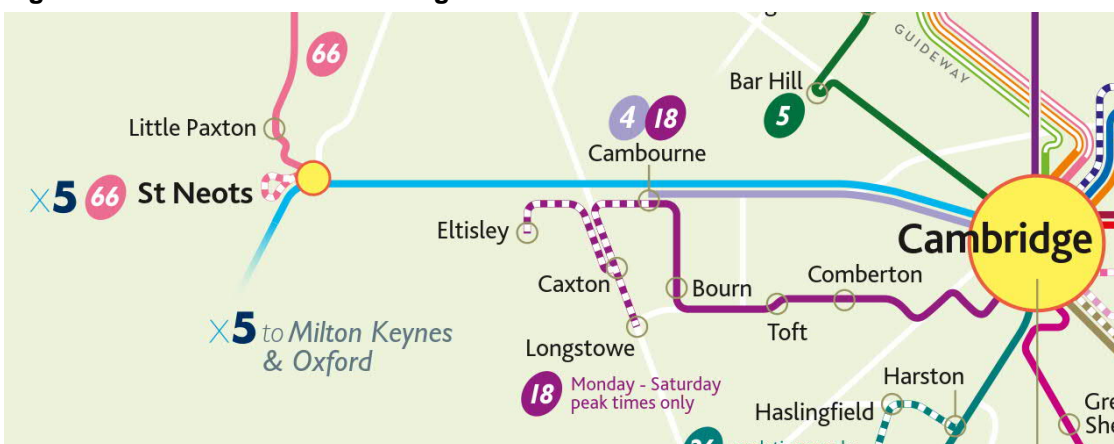 66
GUIDEWAY
Bar Hill
5
4 18
Cambourne
Little Paxton
X5 66 St Neots
Eltisley
Cambridge
Caxton
Bourn
Comberton
Toft
X5 to Milton Keynes
& Oxford
Longstowe
18 Monday - Saturday
peak times only
Harston
Haslingfield